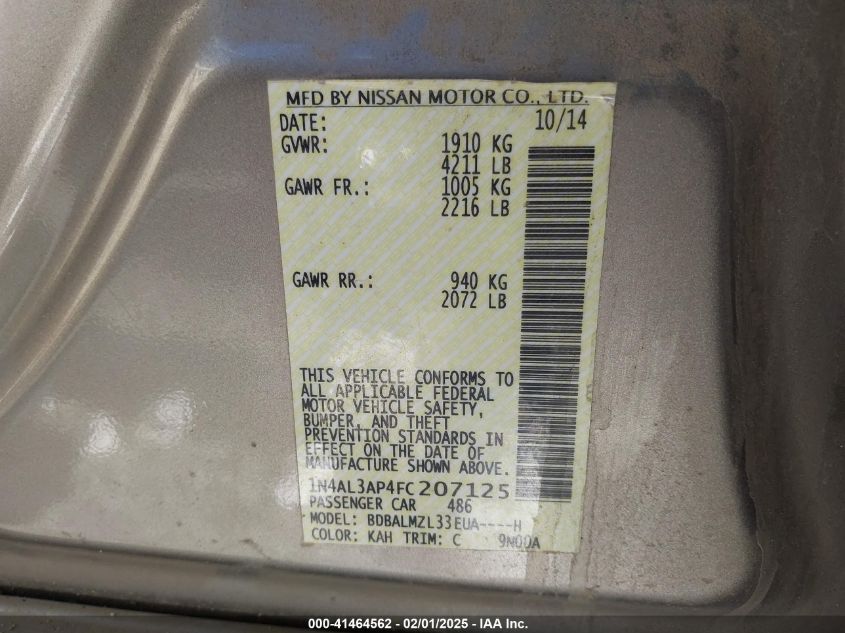 MFD BY NISSAN MOTOR CO., LTD.
DATE: 10/14
GVWR: 1910 KG
4211 LB
GAWR FR.: 1005 KG
2216 LB
GAWR RR.: 940 KG
2072 LB
THIS VEHICLE CONFORMS TO
ALL APPLICABLE FEDERAL
MOTOR VEHICLE SAFETY,
BUMPER, AND THEFT
PREVENTION STANDARDS IN
EFFECT ON THE DATE OF
MANUFACTURE SHOWN ABOVE.
1N4AL3AP4FC207125
PASSENGER CAR 486
MODEL: BDBALMZL33EUA----H
COLOR: KAH TRIM: C 9N00A
000-41464562 / 02/01/2025 - IAA Inc.